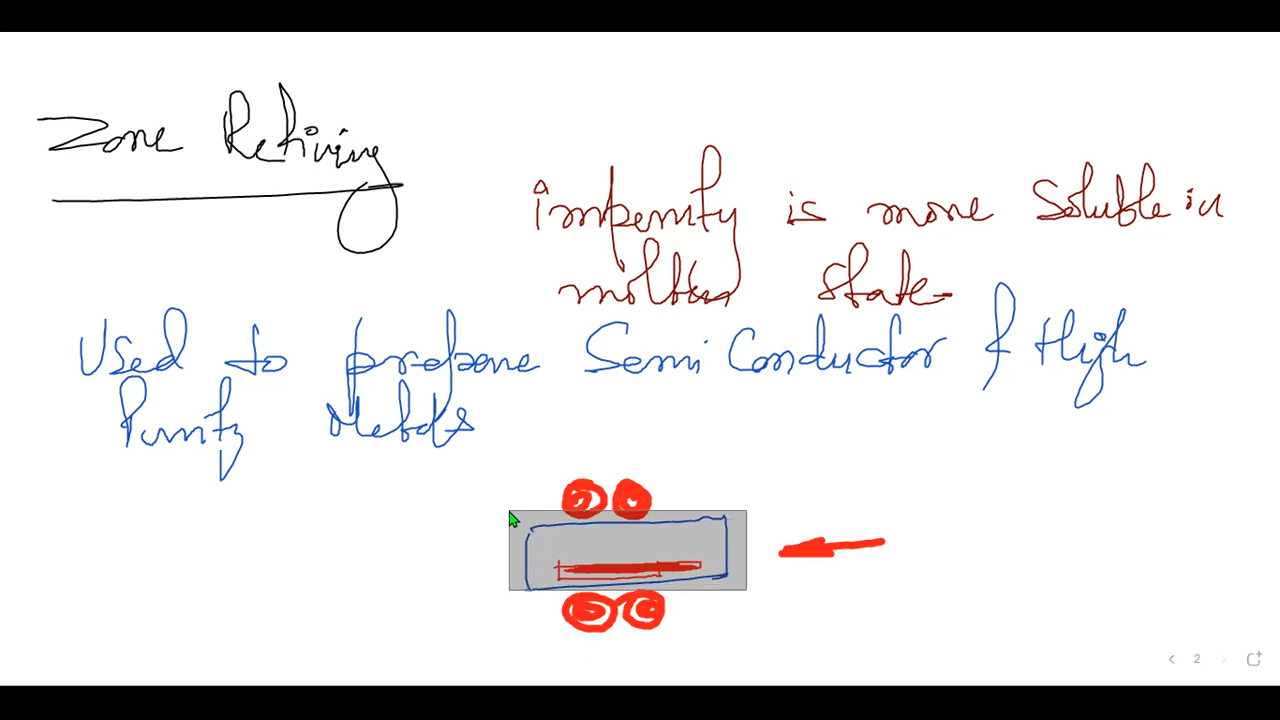 Zone Refining
impurity is more soluble in
molten state
Used to prepare Semi Conductor & High
Purity Metals
2